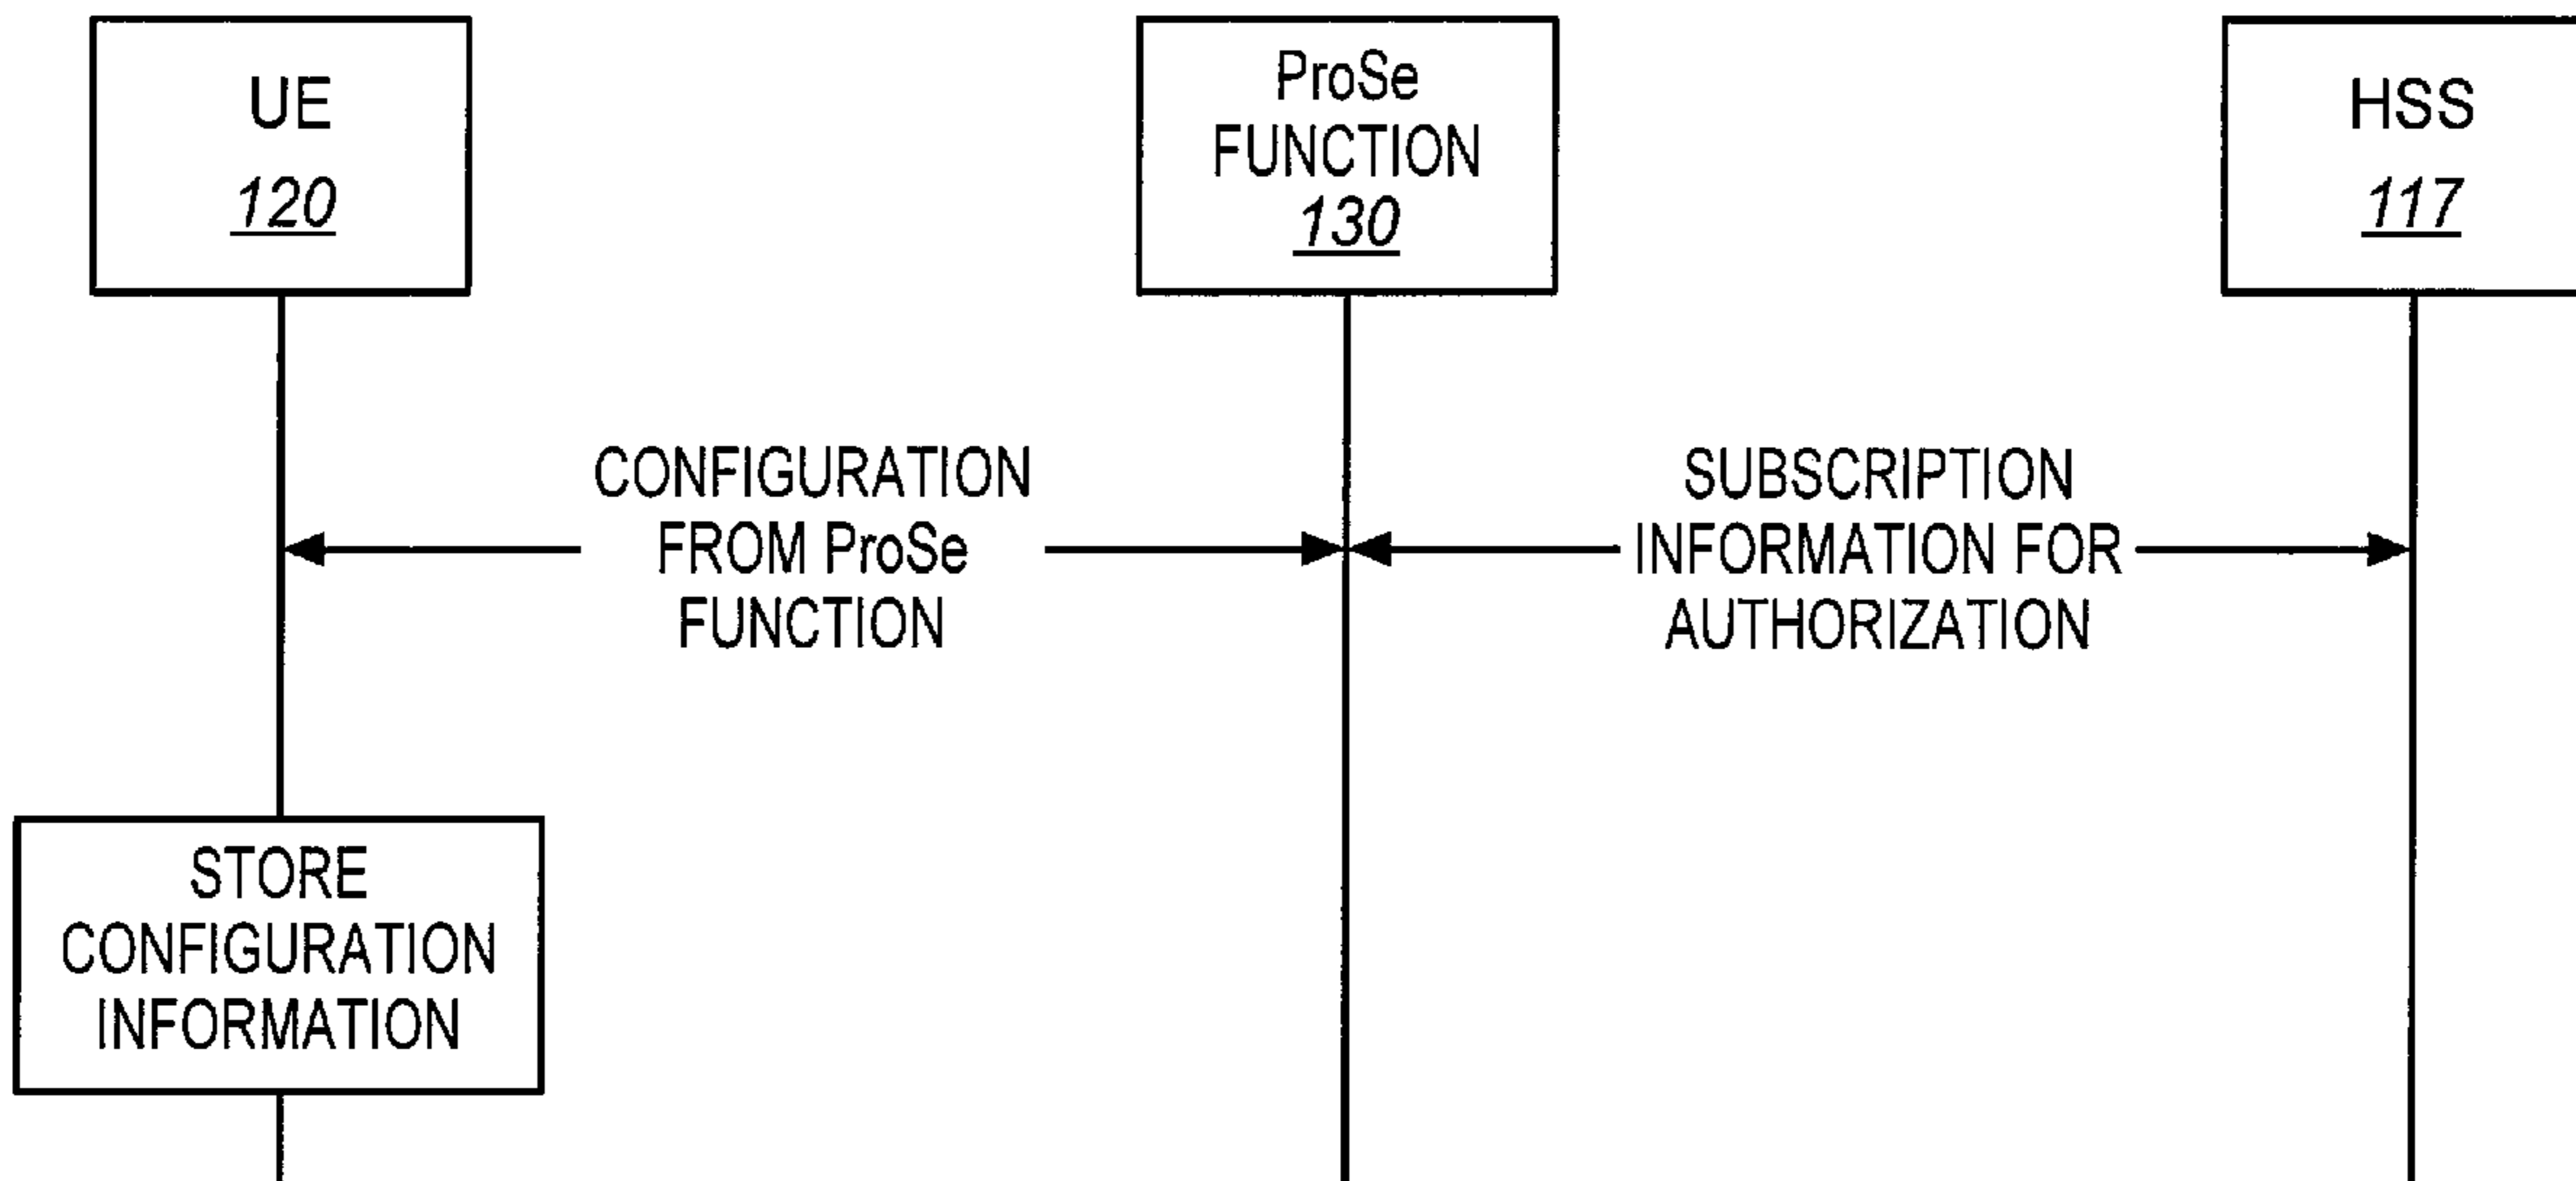 UE
120
ProSe
FUNCTION
130
HSS
117
CONFIGURATION
FROM ProSe
FUNCTION
SUBSCRIPTION
INFORMATION FOR
AUTHORIZATION
STORE
CONFIGURATION
INFORMATION